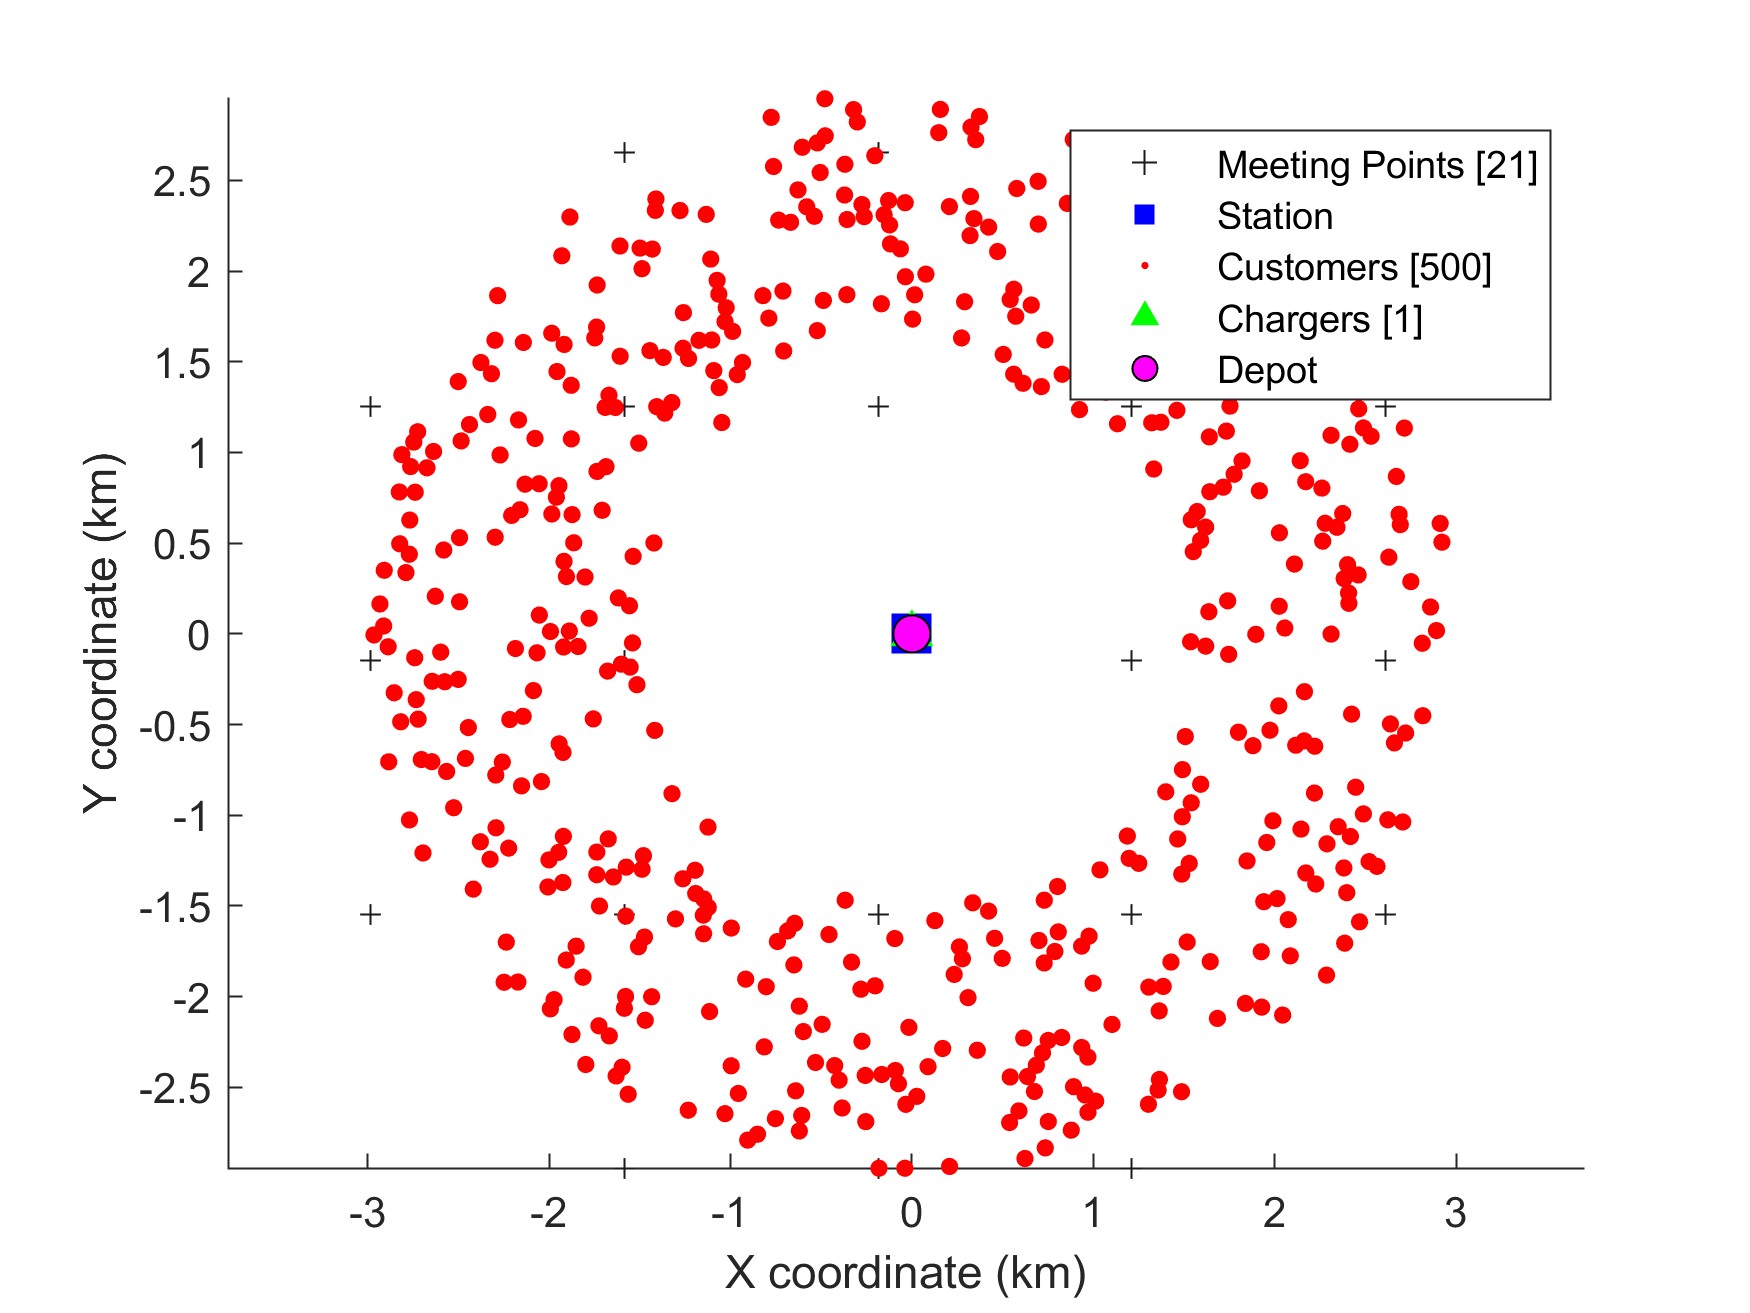 Meeting Points [21]
Station
Customers [500]
Chargers [1]
Depot
Y coordinate (km)
2.5
2
1.5
1
0.5
0
-0.5
-1
-1.5
-2
-2.5
-3 -2 -1 0 1 2 3
X coordinate (km)